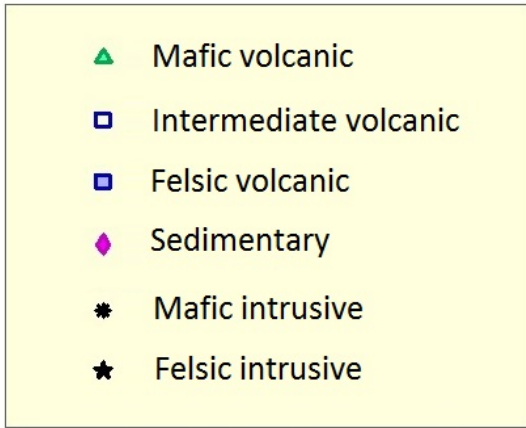 Mafic volcanic
Intermediate volcanic
Felsic volcanic
Sedimentary
Mafic intrusive
Felsic intrusive